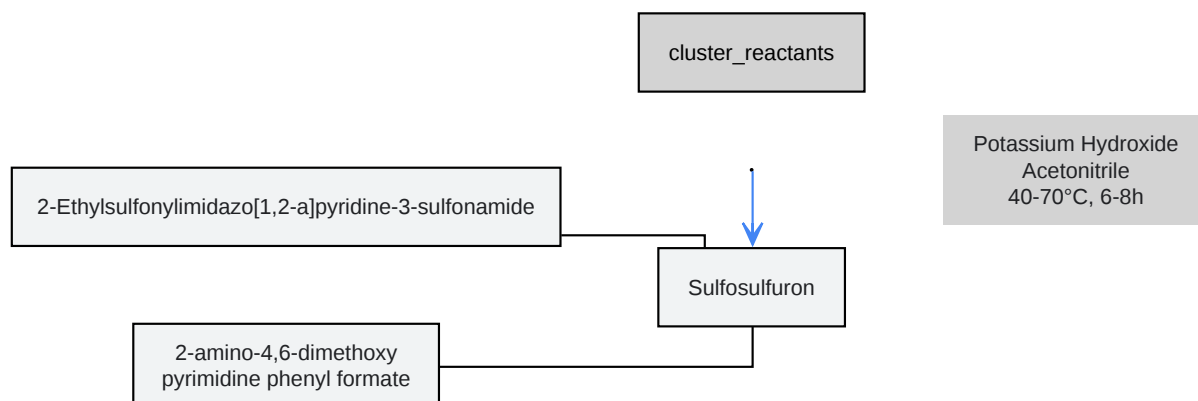 cluster_reactants
Potassium Hydroxide
Acetonitrile
40-70°C, 6-8h
2-Ethylsulfonylimidazo[1,2-a]pyridine-3-sulfonamide
Sulfosulfuron
2-amino-4,6-dimethoxy
pyrimidine phenyl formate